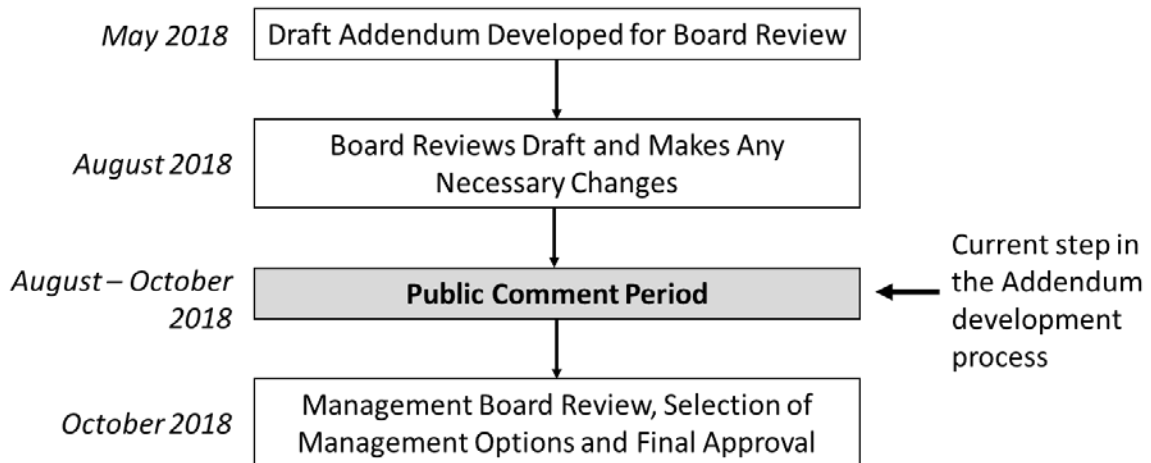 May 2018
Draft Addendum Developed for Board Review
August 2018
Board Reviews Draft and Makes Any
Necessary Changes
August – October
2018
Public Comment Period
Current step in
the Addendum
development
process
October 2018
Management Board Review, Selection of
Management Options and Final Approval